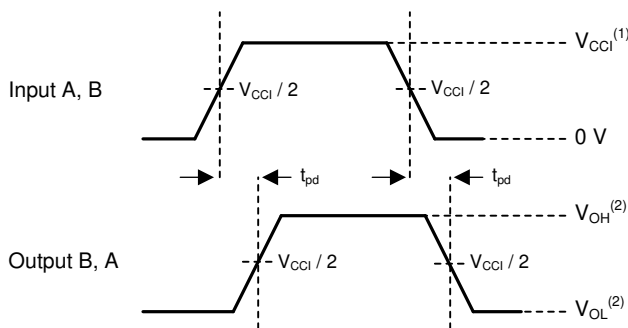 V_CCI^(1)
Input A, B
V_CCI / 2
V_CCI / 2
0 V
t_pd
t_pd
V_OH^(2)
Output B, A
V_CCI / 2
V_CCI / 2
V_OL^(2)